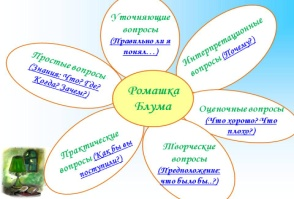 Уточняющие
вопросы
(Правильно ли я
понял…)
Интерпретационные
вопросы (Почему?)
Простые вопросы
(Знания: Что? Где?
Когда? Зачем?)
Ромашка
Блума
Оценочные вопросы
(Что хорошо? Что
плохо?)
Практические
вопросы (Как бы вы
поступили?)
Творческие
вопросы
(Предположение:
что было бы..?)